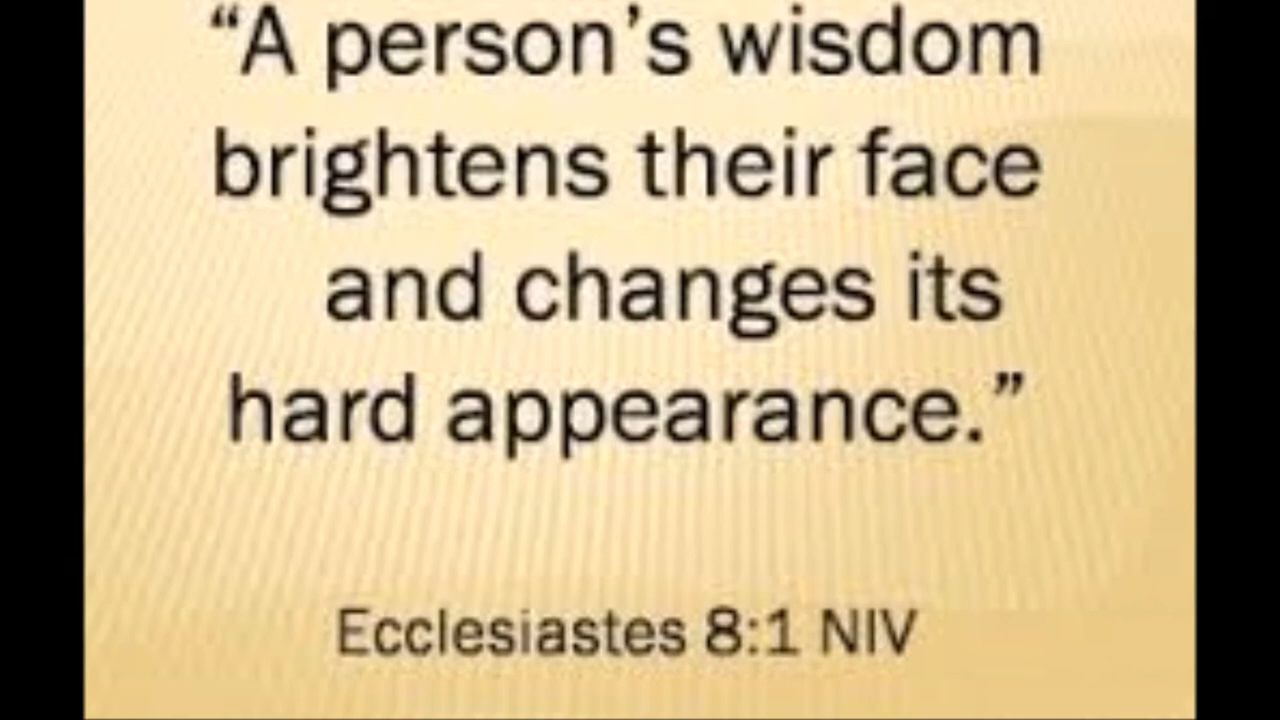 “A person’s wisdom
brightens their face
and changes its
hard appearance.”
Ecclesiastes 8:1 NIV